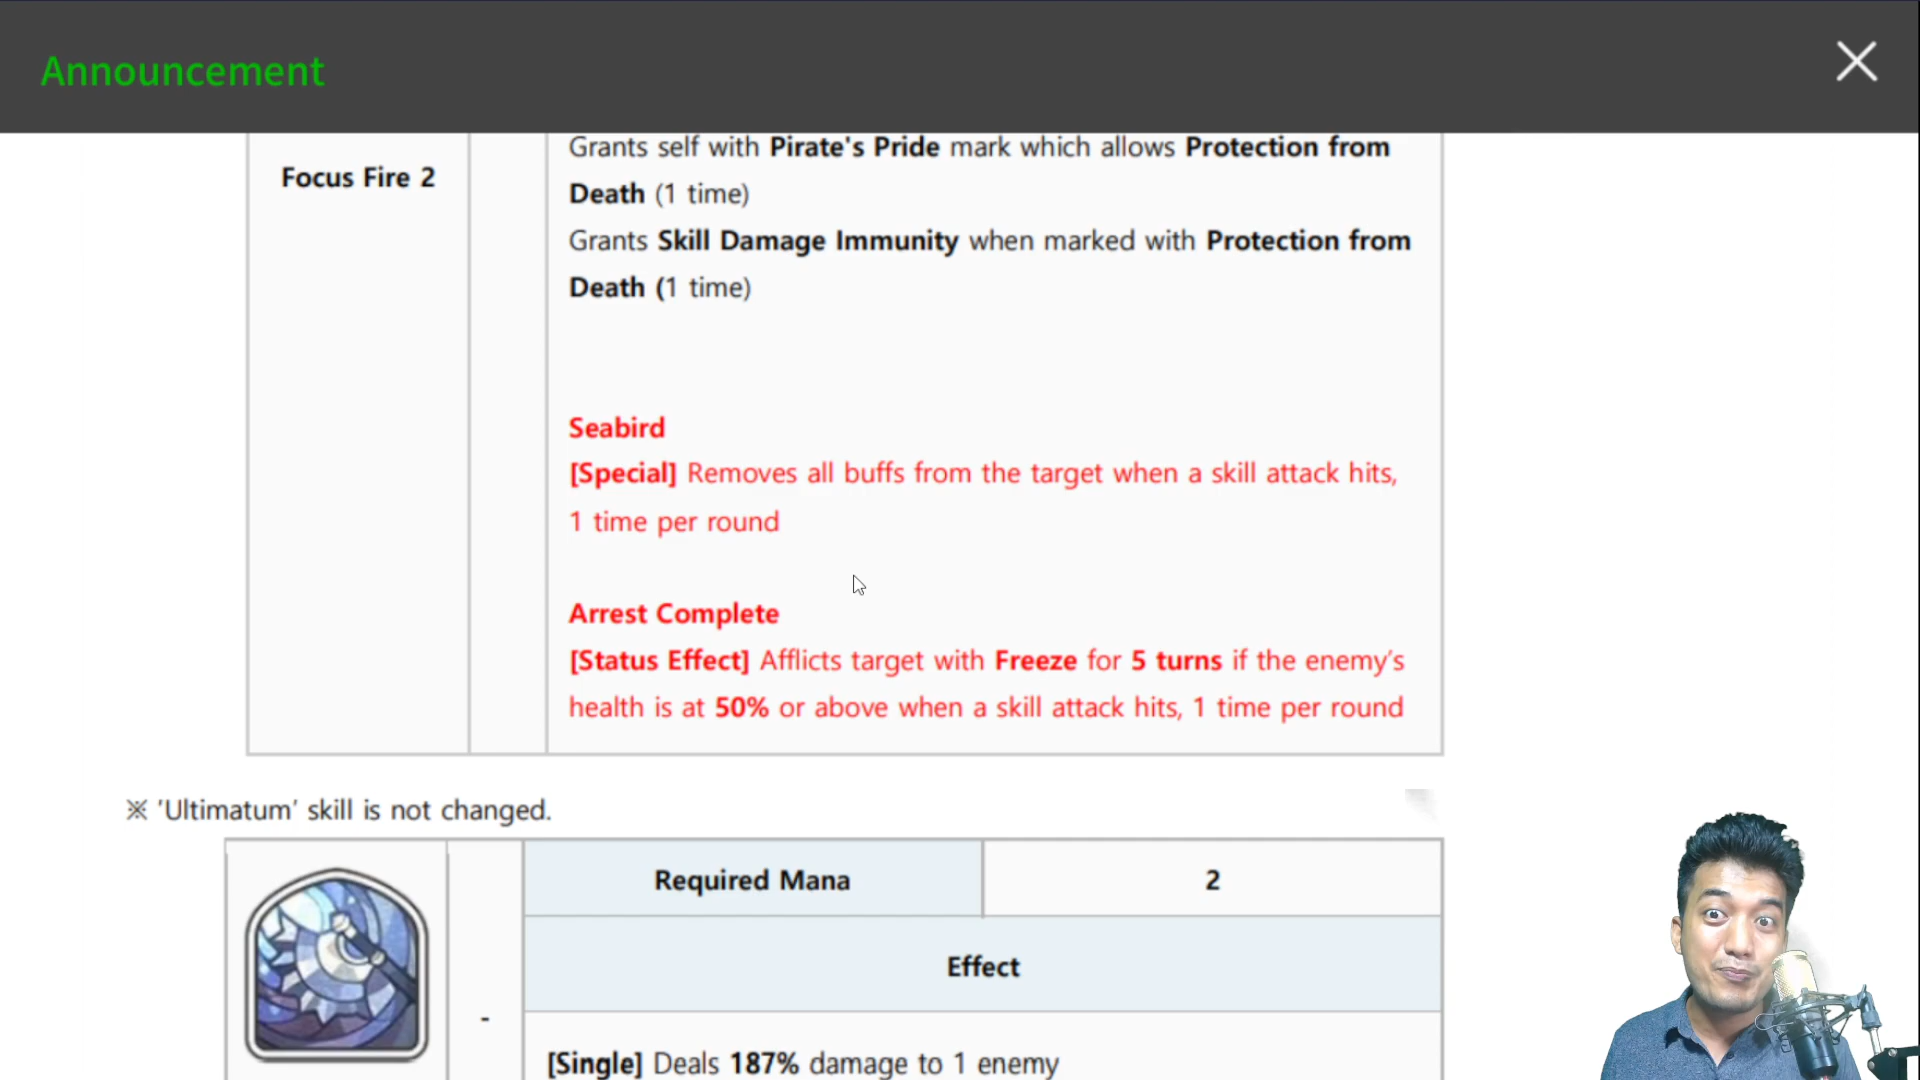 Announcement
Focus Fire 2
Grants self with Pirate's Pride mark which allows Protection from
Death (1 time)
Grants Skill Damage Immunity when marked with Protection from
Death (1 time)
Seabird
[Special] Removes all buffs from the target when a skill attack hits,
1 time per round
Arrest Complete
[Status Effect] Afflicts target with Freeze for 5 turns if the enemy's
health is at 50% or above when a skill attack hits, 1 time per round
※ 'Ultimatum' skill is not changed.
Required Mana
2
Effect
-
[Single] Deals 187% damage to 1 enemy